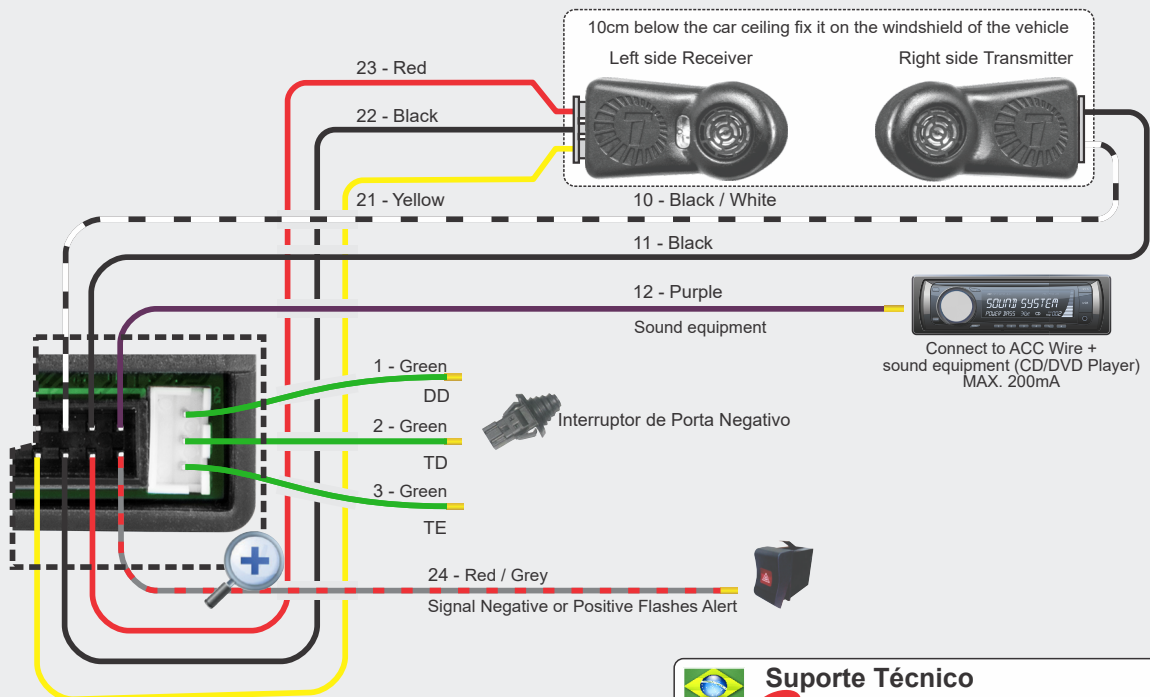 10cm below the car ceiling fix it on the windshield of the vehicle
Left side Receiver
Right side Transmitter
23 - Red
22 - Black
21 - Yellow
10 - Black / White
11 - Black
12 - Purple
Sound equipment
SOUND SYSTEM
POWER BASS
Connect to ACC Wire +
sound equipment (CD/DVD Player)
MAX. 200mA
1 - Green
DD
Interruptor de Porta Negativo
2 - Green
TD
3 - Green
TE
24 - Red / Grey
Signal Negative or Positive Flashes Alert
Suporte Técnico